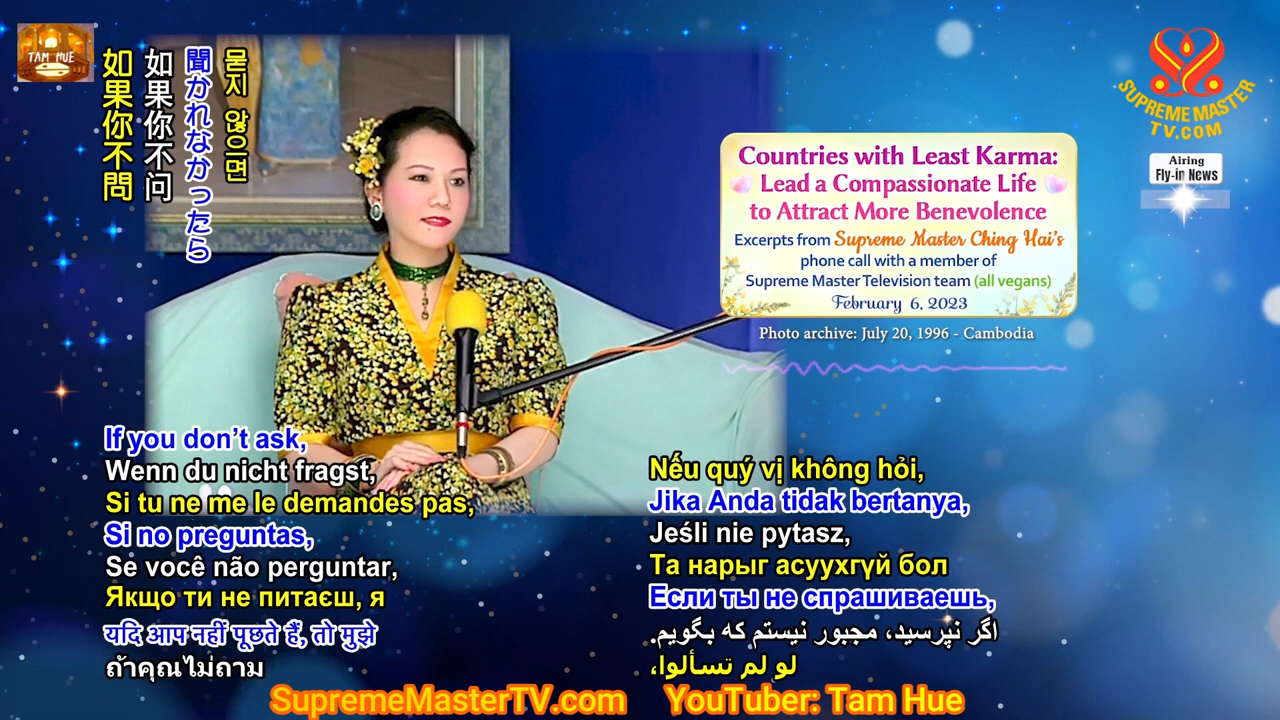 TAM HUE
如果你不問
如果你不问
聞かれなかったら
묻지 않으면
SUPREME MASTER
TV.COM
Airing
Fly-in News
Countries with Least Karma:
Lead a Compassionate Life
to Attract More Benevolence
Excerpts from Supreme Master Ching Hai's
phone call with a member of
Supreme Master Television team (all vegans)
February 6, 2023
Photo archive: July 20, 1996 - Cambodia
If you don't ask,
Wenn du nicht fragst,
Si tu ne me le demandes pas,
Si no preguntas,
Se você não perguntar,
Якщо ти не питаєш, я
यदि आप नहीं पूछते हैं, तो मुझे
ถ้าคุณไม่ถาม
Nếu quý vị không hỏi,
Jika Anda tidak bertanya,
Jeśli nie pytasz,
Та нарыг асуухгүй бол
Если ты не спрашиваешь,
اگر نپرسید، مجبور نیستم که بگویم.
لو لم تسألوا،
SupremeMasterTV.com
YouTuber: Tam Hue